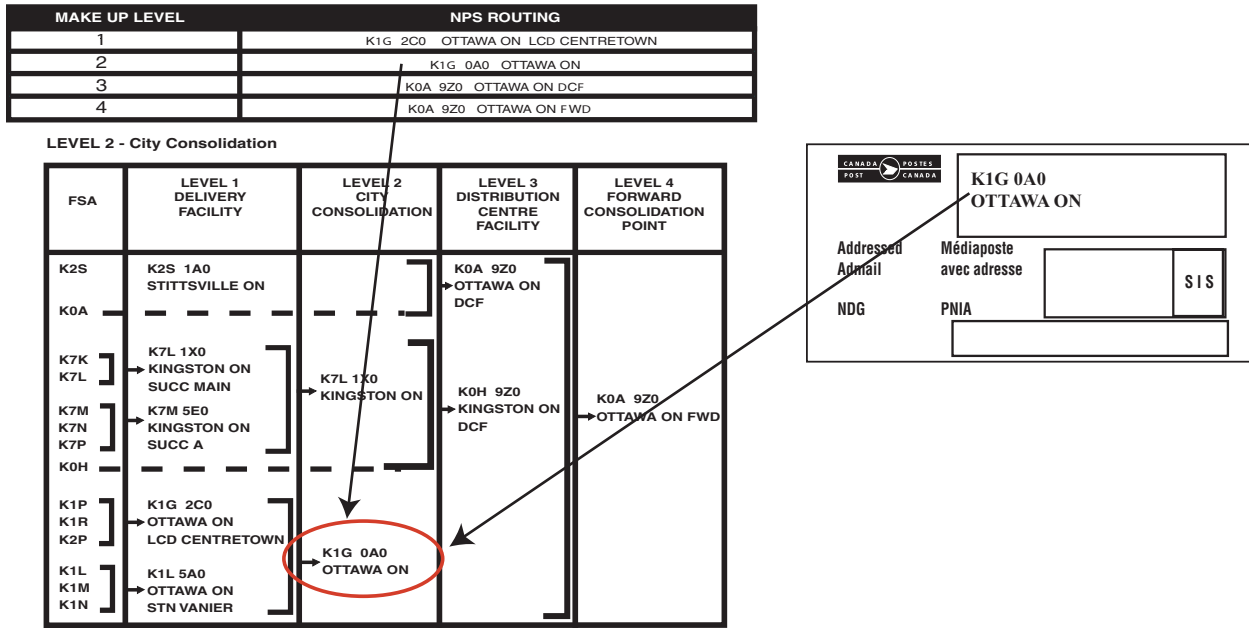 MAKE UP LEVEL NPS ROUTING
1 K1G 2C0 OTTAWA ON LCD CENTRETOWN
2 K1G 0A0 OTTAWA ON
3 K0A 9Z0 OTTAWA ON DCF
4 K0A 9Z0 OTTAWA ON FWD
LEVEL 2 - City Consolidation
FSA
LEVEL 1
DELIVERY
FACILITY
LEVEL 2
CITY
CONSOLIDATION
LEVEL 3
DISTRIBUTION
CENTRE
FACILITY
LEVEL 4
FORWARD
CONSOLIDATION
POINT
K2S
K0A
K7K
K7L
K7M
K7N
K7P
K0H
K1P
K1R
K2P
K1L
K1M
K1N
K2S 1A0
STITTSVILLE ON
K7L 1X0
KINGSTON ON
SUCC MAIN
K7M 5E0
KINGSTON ON
SUCC A
K1G 2C0
OTTAWA ON
LCD CENTRETOWN
K1L 5A0
OTTAWA ON
STN VANIER
K7L 1X0
KINGSTON ON
K1G 0A0
OTTAWA ON
K0A 9Z0
OTTAWA ON
DCF
K0H 9Z0
KINGSTON ON
DCF
K0A 9Z0
OTTAWA ON FWD
CANADA POSTES
POST CANADA
K1G 0A0
OTTAWA ON
Addressed
Admail
Médiaposte
avec adresse
SIS
NDG
PNIA